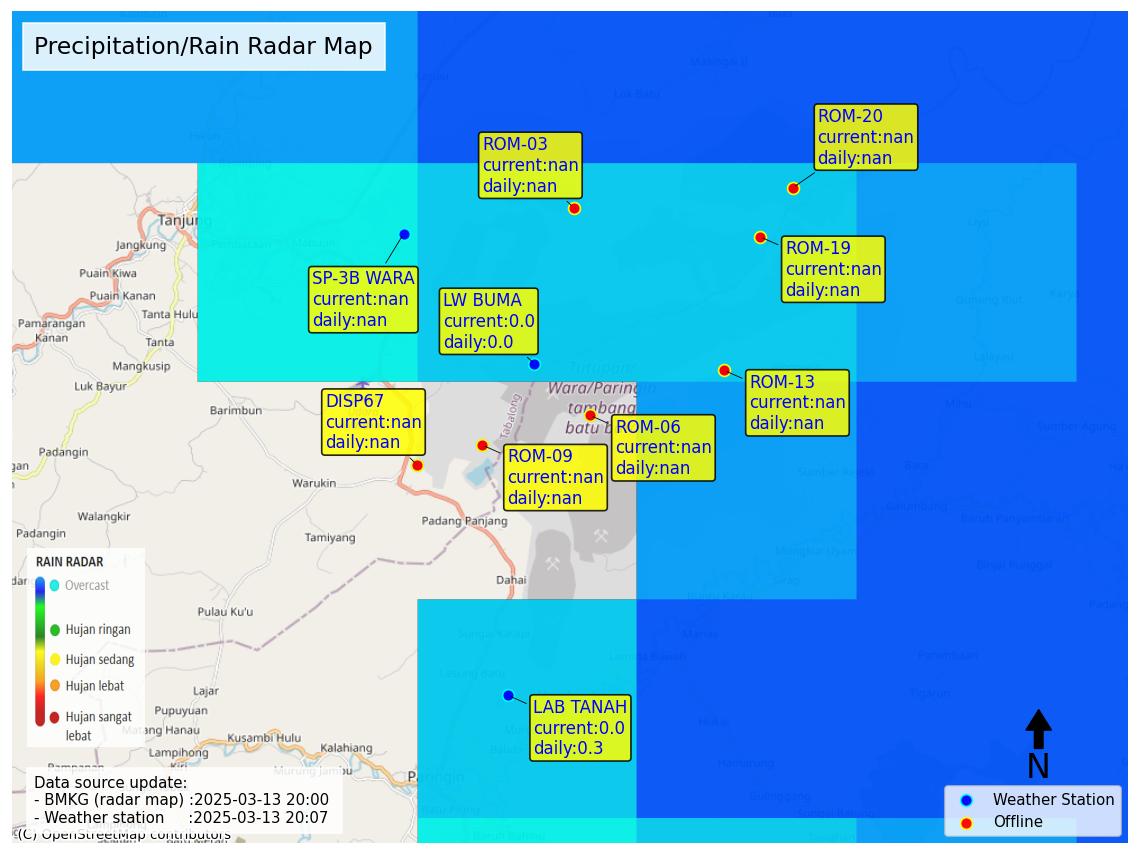 Precipitation/Rain Radar Map
Maningkal
Luk Batu
ROM-20
current:nan
daily:nan
ROM-03
current:nan
daily:nan
Tanjung
Jangkung
SP-3B WARA
current:nan
daily:nan
ROM-19
current:nan
daily:nan
Puain Kiwa
Puain Kanan
Tanta Hulu
LW BUMA
current:0.0
daily:0.0
Pamarangan
Kanan
Tanta
Mangkusip
Luk Bayur
Tutupan
Wara/Paringin
tambang
batu b
ROM-13
current:nan
daily:nan
Barimbun
DISP67
current:nan
daily:nan
Tabalong
ROM-06
current:nan
daily:nan
ROM-09
current:nan
daily:nan
Warukin
Walangkir
Padangin
Tamiyang
Padang Panjang
Dahai
RAIN RADAR
Overcast
Hujan ringan
Hujan sedang
Hujan lebat
Hujan sangat
lebat
Pulau Ku'u
Lajar
Pupuyuan
Matang Hanau
Lampihong
Kusambi Hulu
Kalahiang
Murung Jambu
Paringin
LAB TANAH
current:0.0
daily:0.3
N
Data source update:
- BMKG (radar map) :2025-03-13 20:00
- Weather station :2025-03-13 20:07
(C) OpenStreetMap contributors
Weather Station
Offline